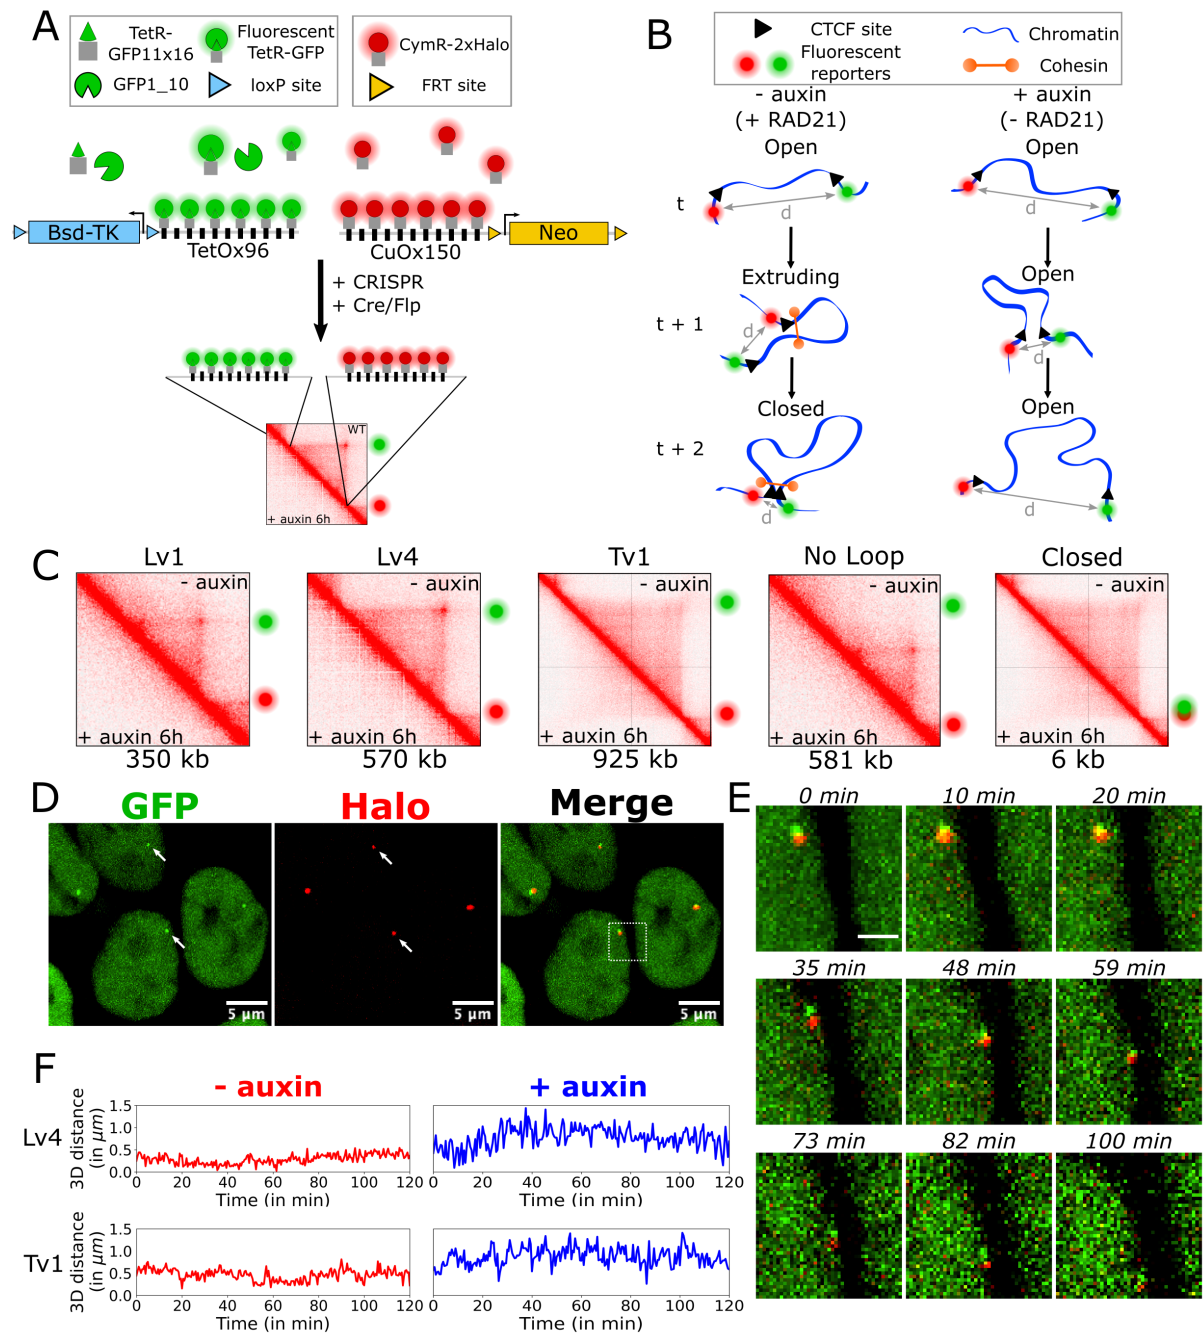 A
TetR-
GFP11x16
Fluorescent
TetR-GFP
GFP1_10
loxP site
CymR-2xHalo
FRT site
Bsd-TK
TetOx96
CuOx150
Neo
+ CRISPR
+ Cre/Flp
WT
+ auxin 6h
B
CTCF site
Chromatin
Fluorescent
reporters
Cohesin
- auxin
(+ RAD21)
+ auxin
(- RAD21)
Open
Open
t
d
d
Extruding
Open
t + 1
d
d
Closed
Open
t + 2
d
d
C
Lv1
Lv4
Tv1
No Loop
Closed
- auxin
- auxin
- auxin
- auxin
- auxin
+ auxin 6h
+ auxin 6h
+ auxin 6h
+ auxin 6h
+ auxin 6h
350 kb
570 kb
925 kb
581 kb
6 kb
D
GFP
Halo
Merge
5 µm
5 µm
5 µm
E
0 min
10 min
20 min
35 min
48 min
59 min
73 min
82 min
100 min
F
- auxin
+ auxin
Lv4
3D distance
(in µm)
1.5
1.0
0.5
0.0
0 20 40 60 80 100 120
Time (in min)
0 20 40 60 80 100 120
Time (in min)
Tv1
3D distance
(in µm)
1.5
1.0
0.5
0.0
0 20 40 60 80 100 120
Time (in min)
0 20 40 60 80 100 120
Time (in min)